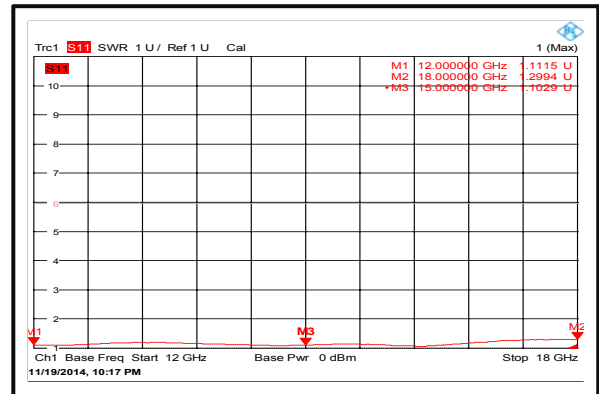 Trc1 S11 SWR 1 U / Ref 1 U Cal 1 (Max)
S11
M1 12.000000 GHz 1.1115 U
M2 18.000000 GHz 1.2994 U
•M3 15.000000 GHz 1.1029 U
10
9
8
7
6
5
4
3
2
M1 M3 M2
1
Ch1 Base Freq Start 12 GHz Base Pwr 0 dBm Stop 18 GHz
11/19/2014, 10:17 PM